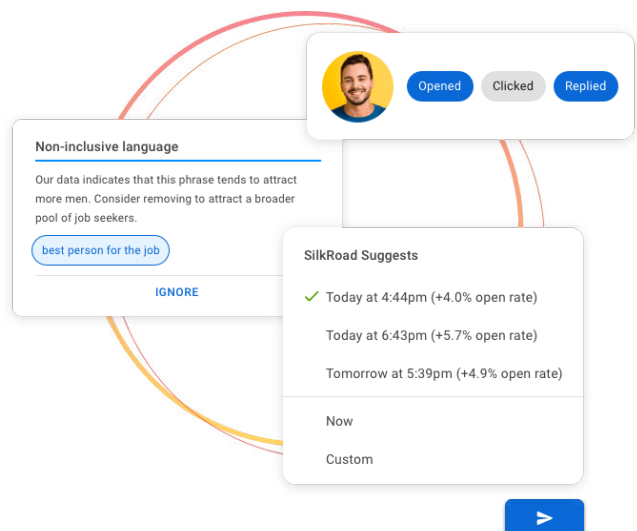 Opened
Clicked
Replied
Non-inclusive language
Our data indicates that this phrase tends to attract
more men. Consider removing to attract a broader
pool of job seekers.
best person for the job
IGNORE
SilkRoad Suggests
Today at 4:44pm (+4.0% open rate)
Today at 6:43pm (+5.7% open rate)
Tomorrow at 5:39pm (+4.9% open rate)
Now
Custom